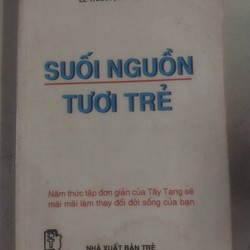 SUỐI NGUỒN
TƯƠI TRẺ
Năm thức tập đơn giản của Tây Tạng sẽ
mãi mãi làm thay đổi đời sống của bạn
NHÀ XUẤT BẢN TRẺ